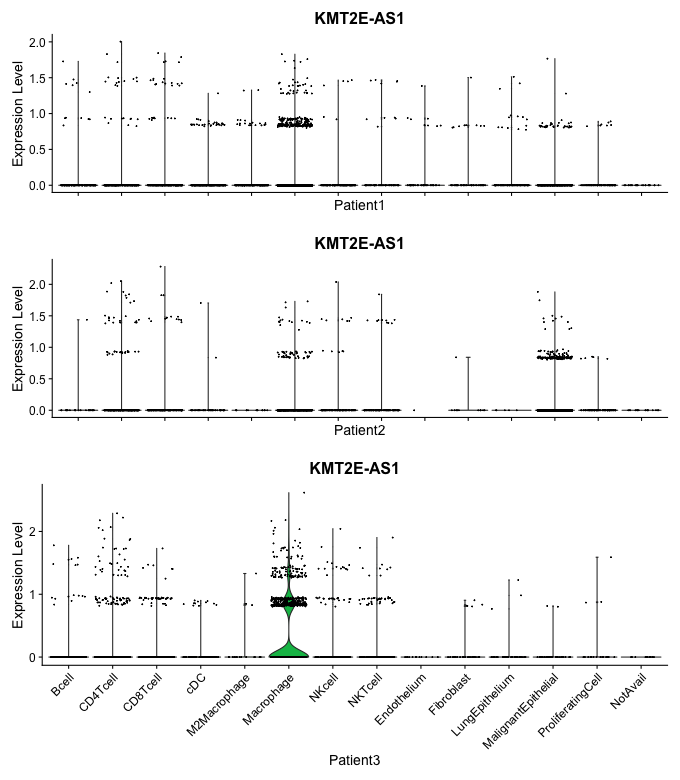 KMT2E-AS1
Expression Level
2.0
1.5
1.0
0.5
0.0
Patient1
KMT2E-AS1
Expression Level
2.0
1.5
1.0
0.5
0.0
Patient2
KMT2E-AS1
Expression Level
2
1
0
Bcell
CD4Tcell
CD8Tcell
cDC
M2Macrophage
Macrophage
NKcell
NKTcell
Endothelium
Fibroblast
LungEpithelium
MalignantEpithelial
ProliferatingCell
NotAvail
Patient3